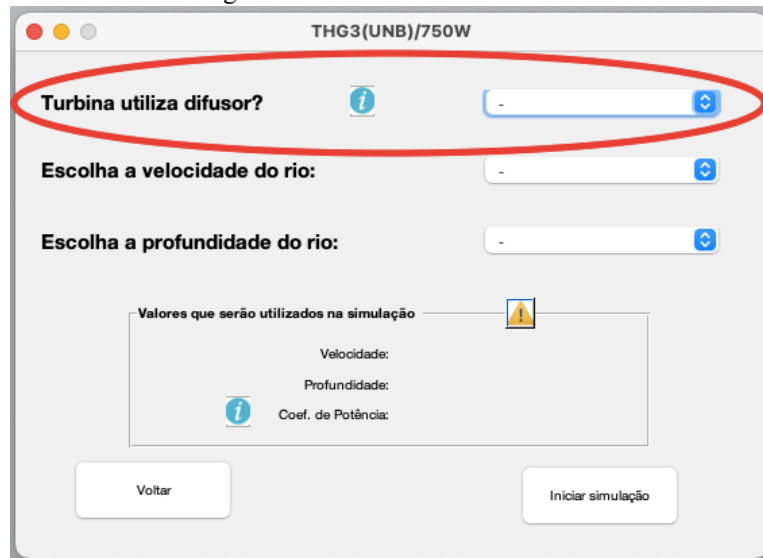 THG3(UNB)/750W
Turbina utiliza difusor?
-
Escolha a velocidade do rio:
-
Escolha a profundidade do rio:
-
Valores que serão utilizados na simulação
Velocidade:
Profundidade:
Coef. de Potência:
Voltar
Iniciar simulação